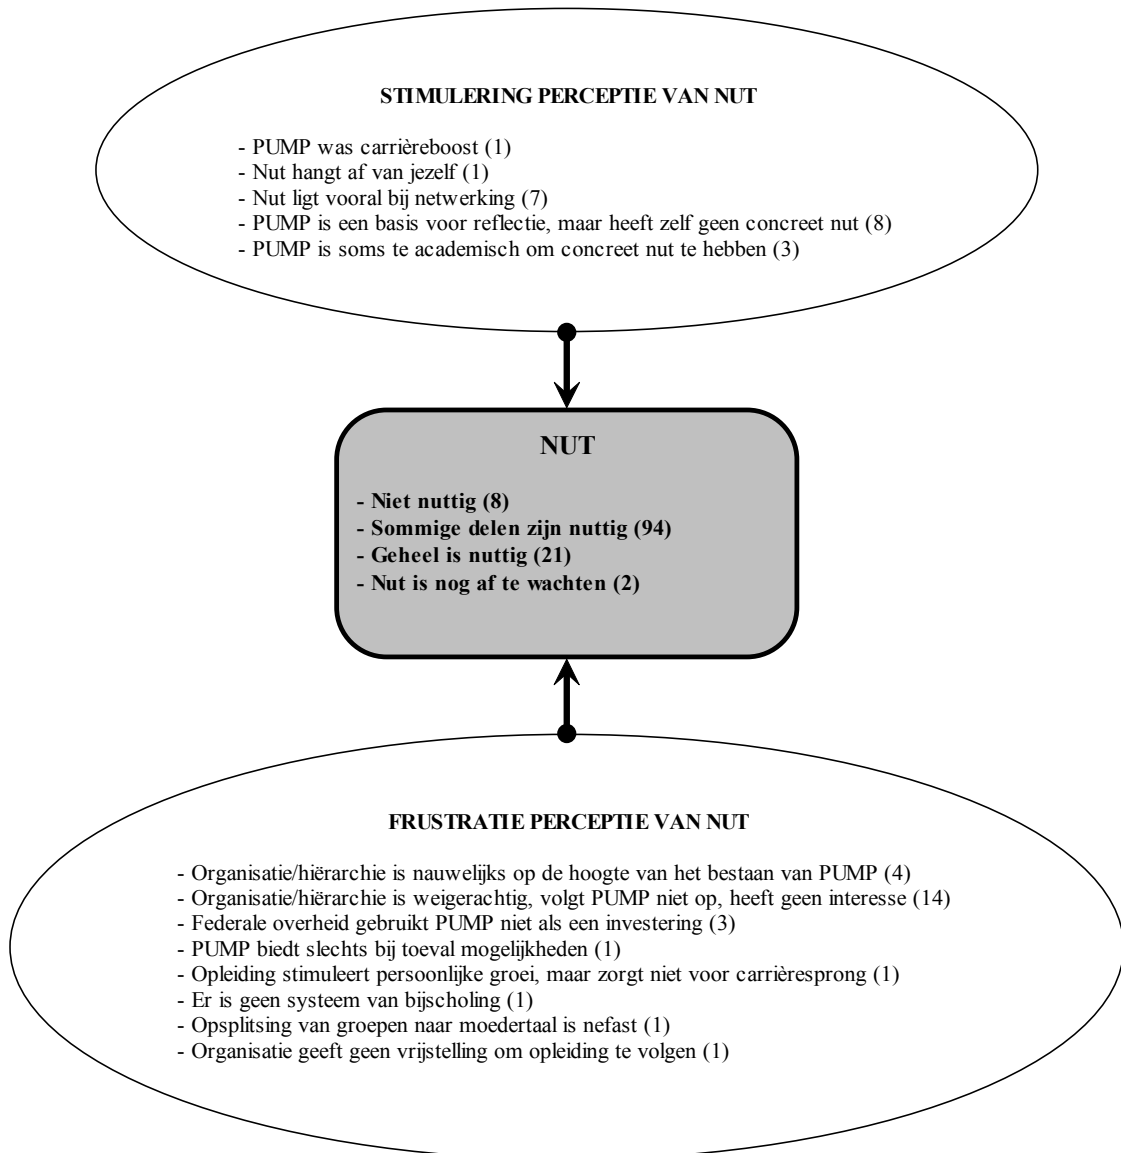 STIMULERING PERCEPTIE VAN NUT
- PUMP was carrièreboost (1)
- Nut hangt af van jezelf (1)
- Nut ligt vooral bij netwerking (7)
- PUMP is een basis voor reflectie, maar heeft zelf geen concreet nut (8)
- PUMP is soms te academisch om concreet nut te hebben (3)
NUT
- Niet nuttig (8)
- Sommige delen zijn nuttig (94)
- Geheel is nuttig (21)
- Nut is nog af te wachten (2)
FRUSTRATIE PERCEPTIE VAN NUT
- Organisatie/hiërarchie is nauwelijks op de hoogte van het bestaan van PUMP (4)
- Organisatie/hiërarchie is weigerachtig, volgt PUMP niet op, heeft geen interesse (14)
- Federale overheid gebruikt PUMP niet als een investering (3)
- PUMP biedt slechts bij toeval mogelijkheden (1)
- Opleiding stimuleert persoonlijke groei, maar zorgt niet voor carrièresprong (1)
- Er is geen systeem van bijscholing (1)
- Opsplitsing van groepen naar moedertaal is nefast (1)
- Organisatie geeft geen vrijstelling om opleiding te volgen (1)